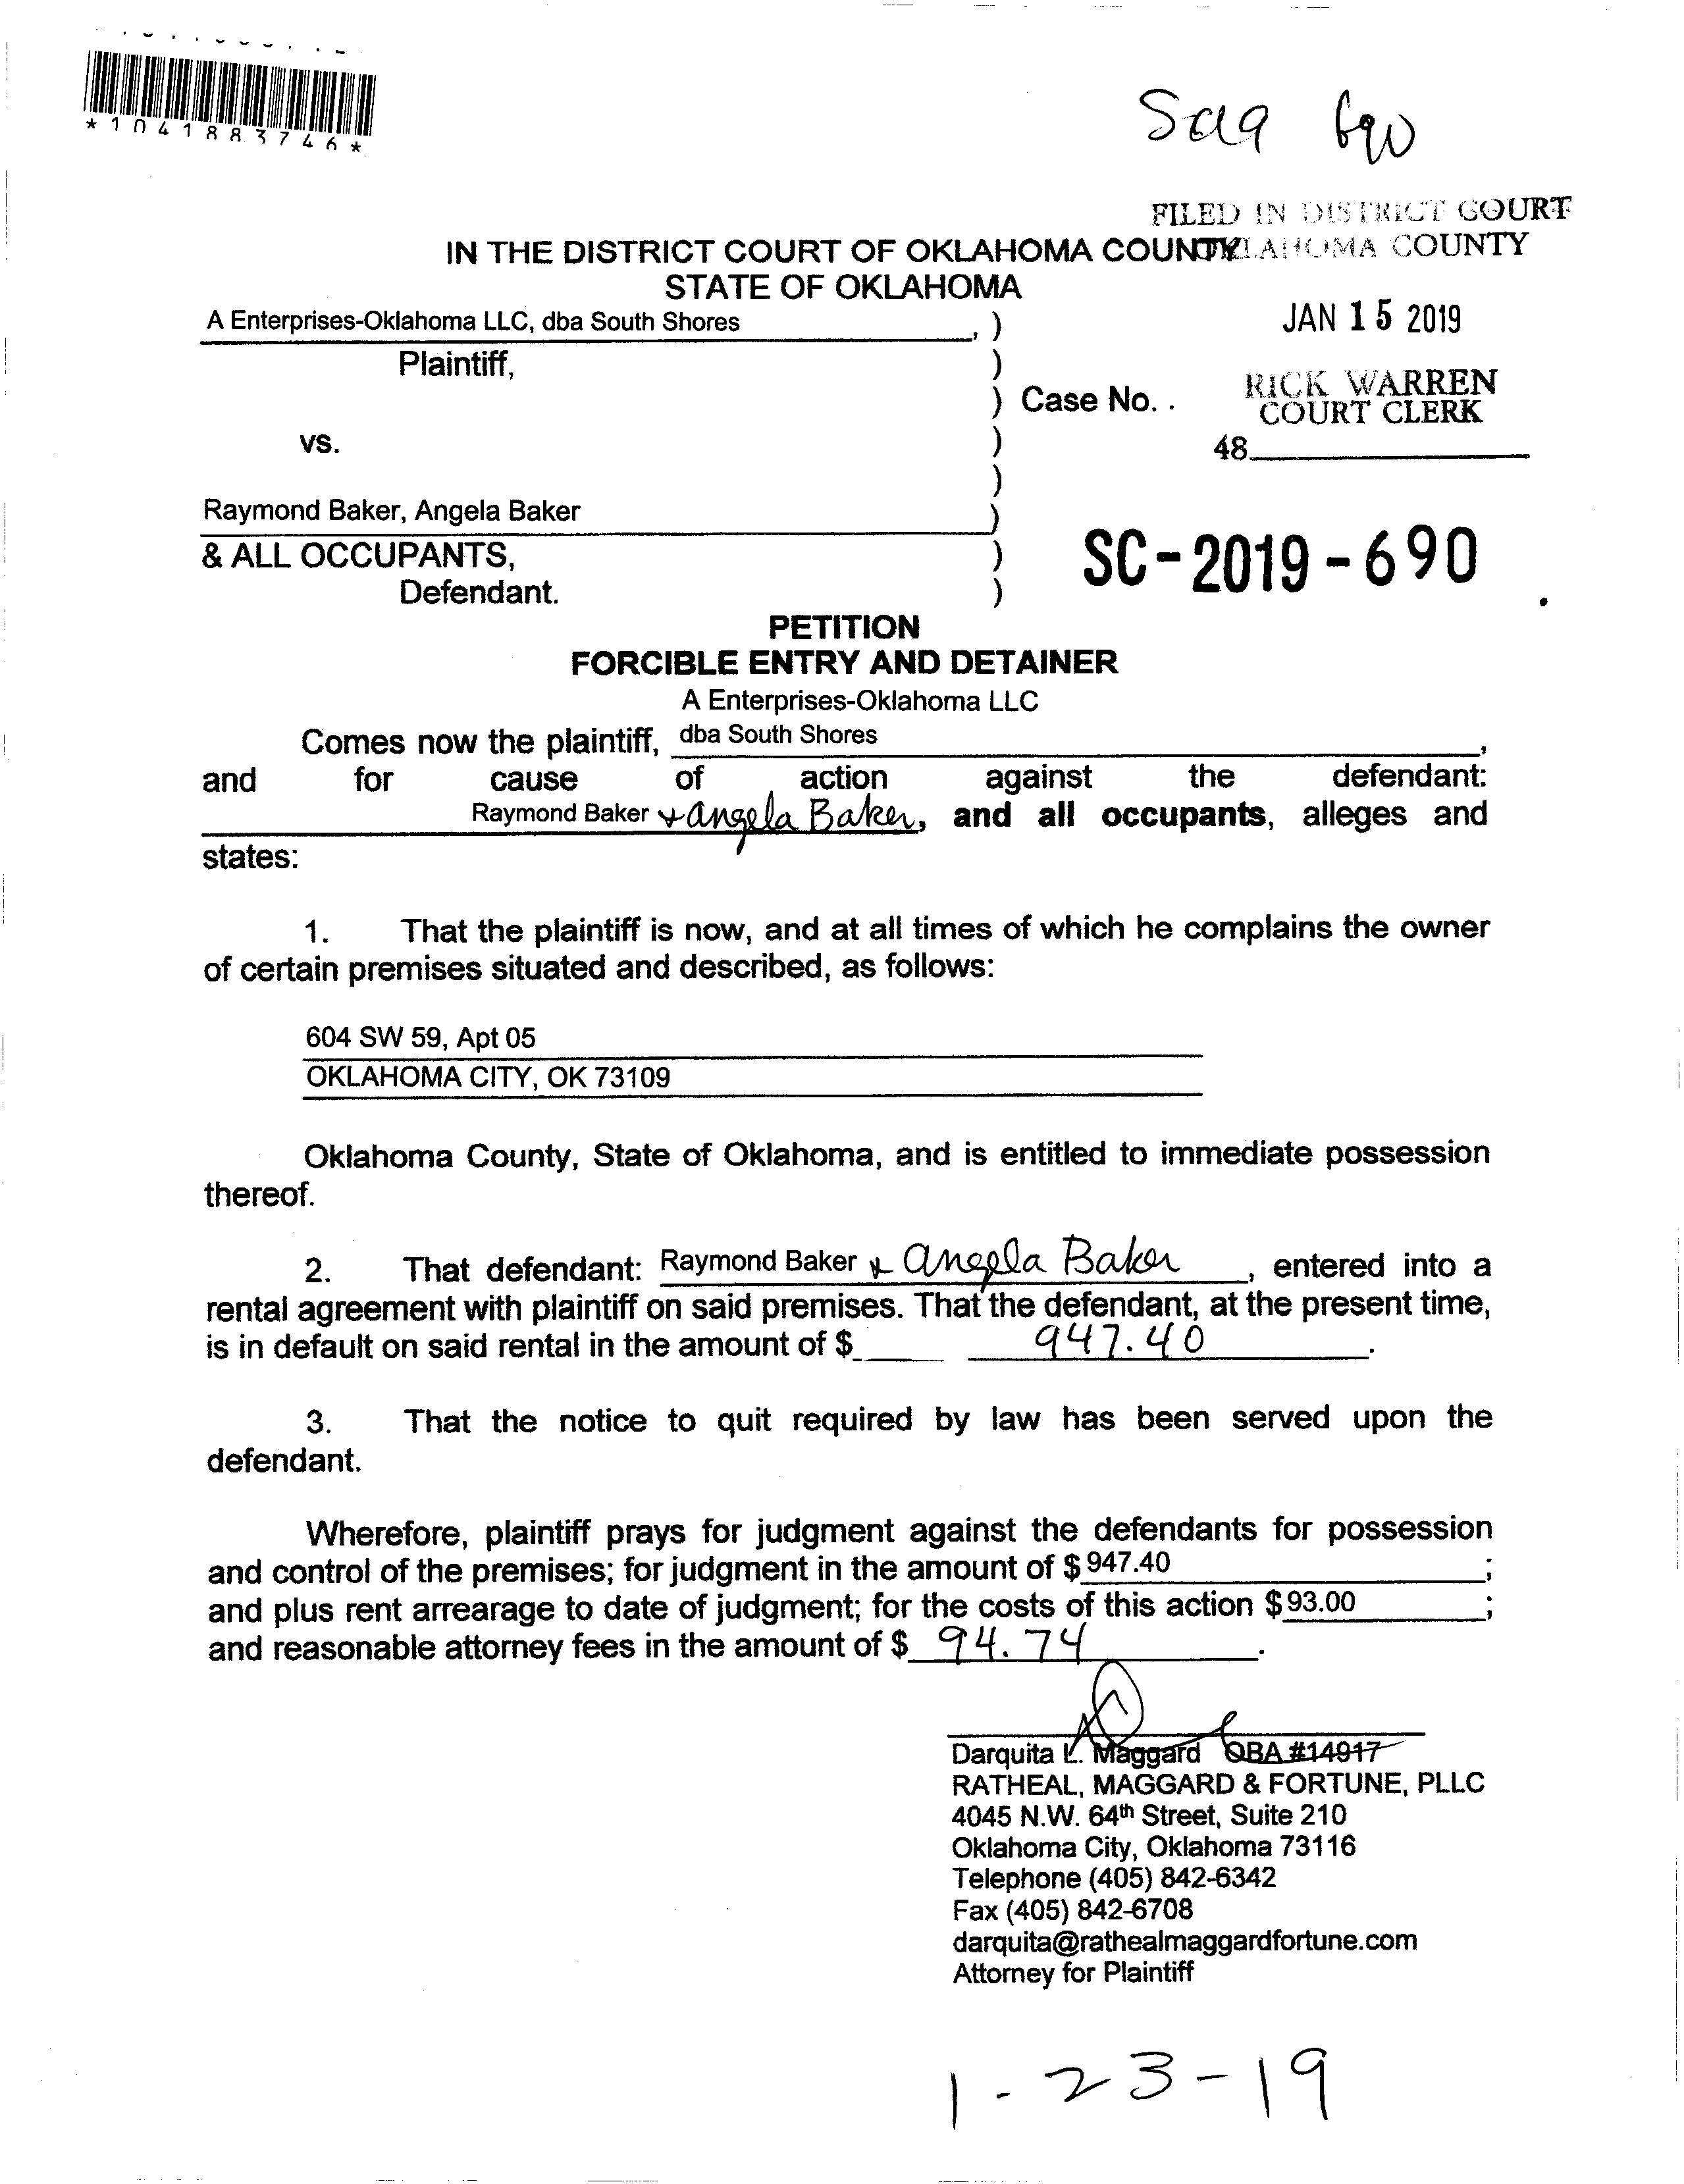 *1041883746*
FILED IN DISTRICT COURT
OKLAHOMA COUNTY
IN THE DISTRICT COURT OF OKLAHOMA COUNTY
STATE OF OKLAHOMA
JAN 15 2019
A Enterprises-Oklahoma LLC, dba South Shores , )
Plaintiff, )
) Case No. .
RICK WARREN
COURT CLERK
vs. )
48
)
Raymond Baker, Angela Baker )
& ALL OCCUPANTS, )
SC-2019-690
Defendant. )
PETITION
FORCIBLE ENTRY AND DETAINER
A Enterprises-Oklahoma LLC
Comes now the plaintiff, dba South Shores ,
and for cause of action against the defendant:
Raymond Baker + Angela Baker, and all occupants, alleges and
states:
1. That the plaintiff is now, and at all times of which he complains the owner
of certain premises situated and described, as follows:
604 SW 59, Apt 05
OKLAHOMA CITY, OK 73109
Oklahoma County, State of Oklahoma, and is entitled to immediate possession
thereof.
2. That defendant: Raymond Baker + Angela Baker , entered into a
rental agreement with plaintiff on said premises. That the defendant, at the present time,
is in default on said rental in the amount of $ 947.40 .
3. That the notice to quit required by law has been served upon the
defendant.
Wherefore, plaintiff prays for judgment against the defendants for possession
and control of the premises; for judgment in the amount of $ 947.40 ;
and plus rent arrearage to date of judgment; for the costs of this action $ 93.00 ;
and reasonable attorney fees in the amount of $ 94.74 .
Darquita L. Maggard OBA #14917
RATHEAL, MAGGARD & FORTUNE, PLLC
4045 N.W. 64th Street, Suite 210
Oklahoma City, Oklahoma 73116
Telephone (405) 842-6342
Fax (405) 842-6708
darquita@rathealmaggardfortune.com
Attorney for Plaintiff
1-23-19